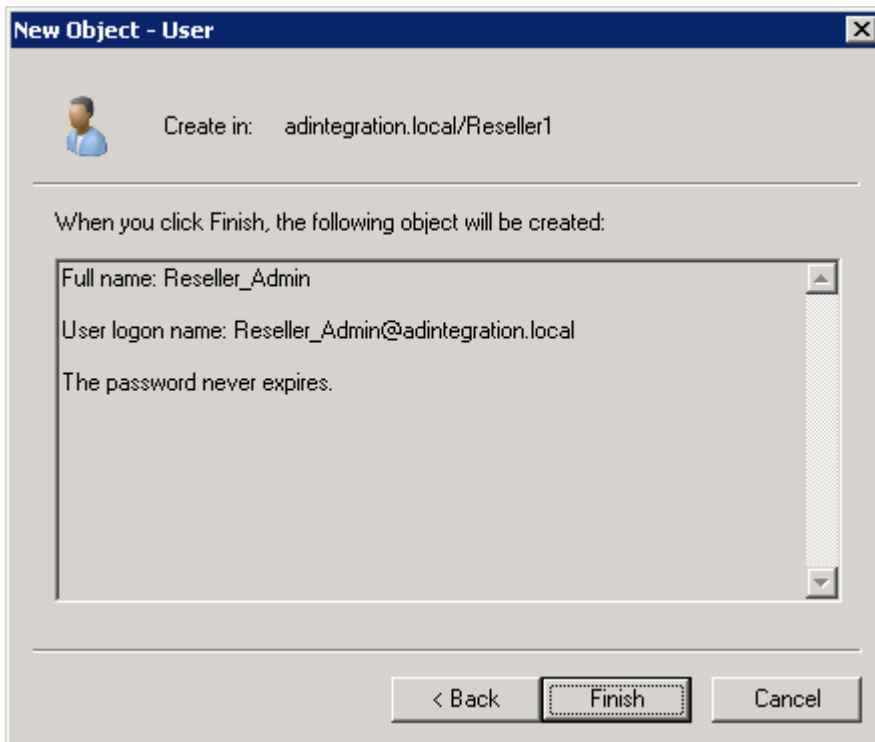 New Object - User
Create in: adintegration.local/Reseller1
When you click Finish, the following object will be created:
Full name: Reseller_Admin
User logon name: Reseller_Admin@adintegration.local
The password never expires.
< Back Finish Cancel